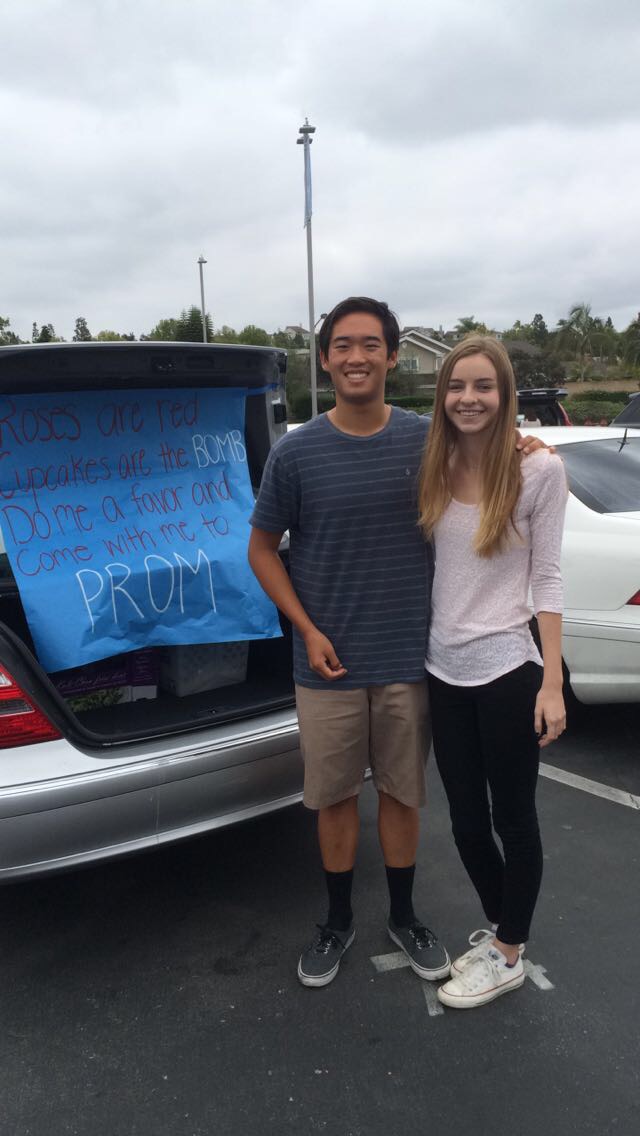 Roses are red
Cupcakes are the BOMB
Do me a favor and
Come with me to
PROM